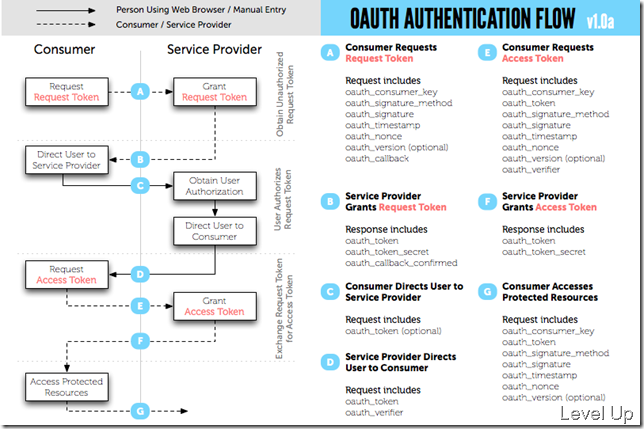 Person Using Web Browser / Manual Entry
Consumer / Service Provider
OAUTH AUTHENTICATION FLOW v1.0a
Consumer
Service Provider
Request
Request Token
A
Grant
Request Token
Obtain Unauthorized
Request Token
B
Direct User to
Service Provider
C
Obtain User
Authorization
Direct User to
Consumer
User Authorizes
Request Token
D
Request
Access Token
E
Grant
Access Token
F
Exchange Request Token
for Access Token
Access Protected
Resources
G
A
Consumer Requests
Request Token
Request includes
oauth_consumer_key
oauth_signature_method
oauth_signature
oauth_timestamp
oauth_nonce
oauth_version (optional)
oauth_callback
B
Service Provider
Grants Request Token
Response includes
oauth_token
oauth_token_secret
oauth_callback_confirmed
C
Consumer Directs User to
Service Provider
Request includes
oauth_token (optional)
D
Service Provider Directs
User to Consumer
Request includes
oauth_token
oauth_verifier
E
Consumer Requests
Access Token
Request includes
oauth_consumer_key
oauth_token
oauth_signature_method
oauth_signature
oauth_timestamp
oauth_nonce
oauth_version (optional)
oauth_verifier
F
Service Provider
Grants Access Token
Response includes
oauth_token
oauth_token_secret
G
Consumer Accesses
Protected Resources
Request includes
oauth_consumer_key
oauth_token
oauth_signature_method
oauth_signature
oauth_timestamp
oauth_nonce
oauth_version (optional)
Level Up